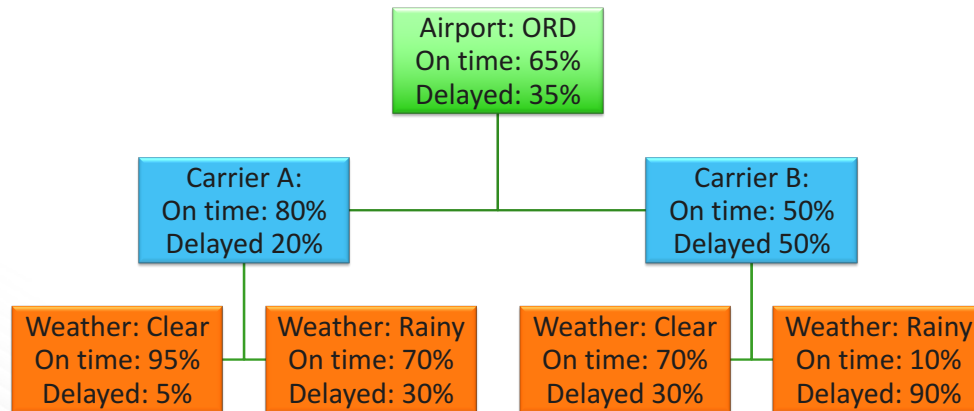 Airport: ORD
On time: 65%
Delayed: 35%
Carrier A:
On time: 80%
Delayed 20%
Carrier B:
On time: 50%
Delayed 50%
Weather: Clear
On time: 95%
Delayed: 5%
Weather: Rainy
On time: 70%
Delayed: 30%
Weather: Clear
On time: 70%
Delayed: 30%
Weather: Rainy
On time: 10%
Delayed: 90%